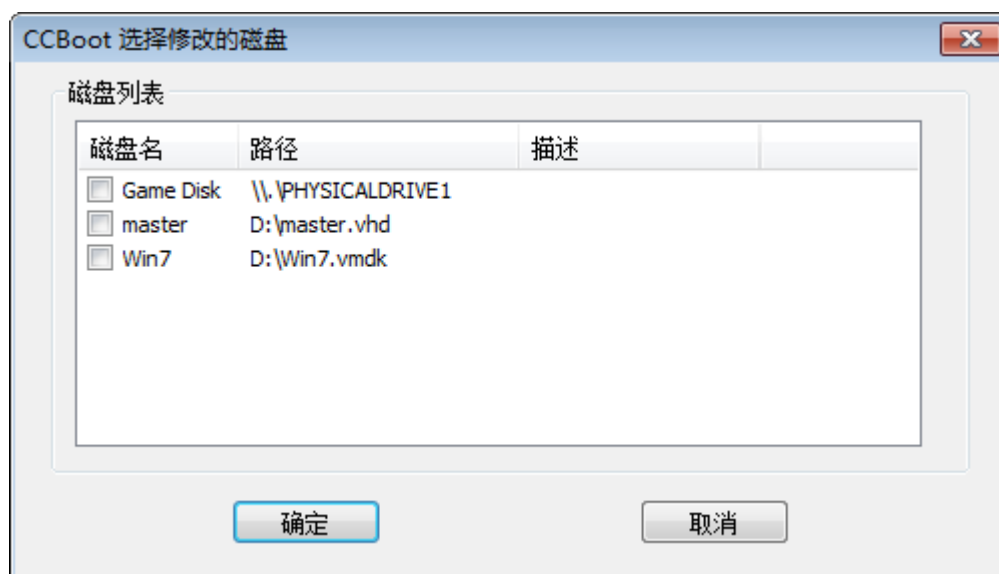 CCBoot 选择修改的磁盘
磁盘列表
磁盘名 路径 描述
Game Disk \\.\PHYSICALDRIVE1
master D:\master.vhd
Win7 D:\Win7.vmdk
确定 取消